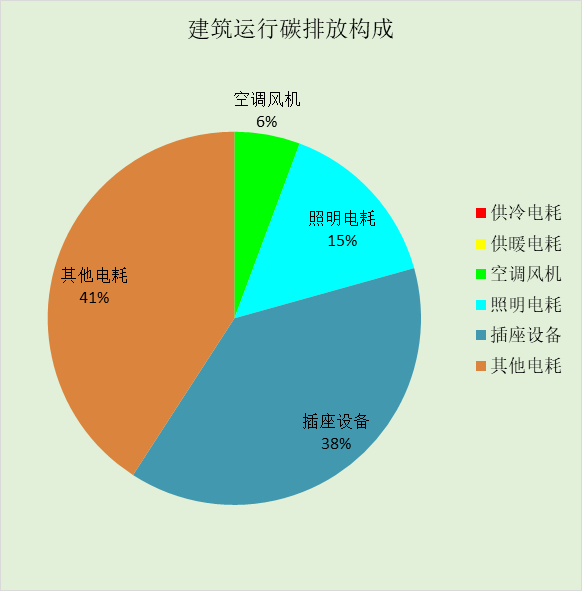 建筑运行碳排放构成
空调风机
6%
照明电耗
15%
其他电耗
41%
插座设备
38%
供冷电耗
供暖电耗
空调风机
照明电耗
插座设备
其他电耗